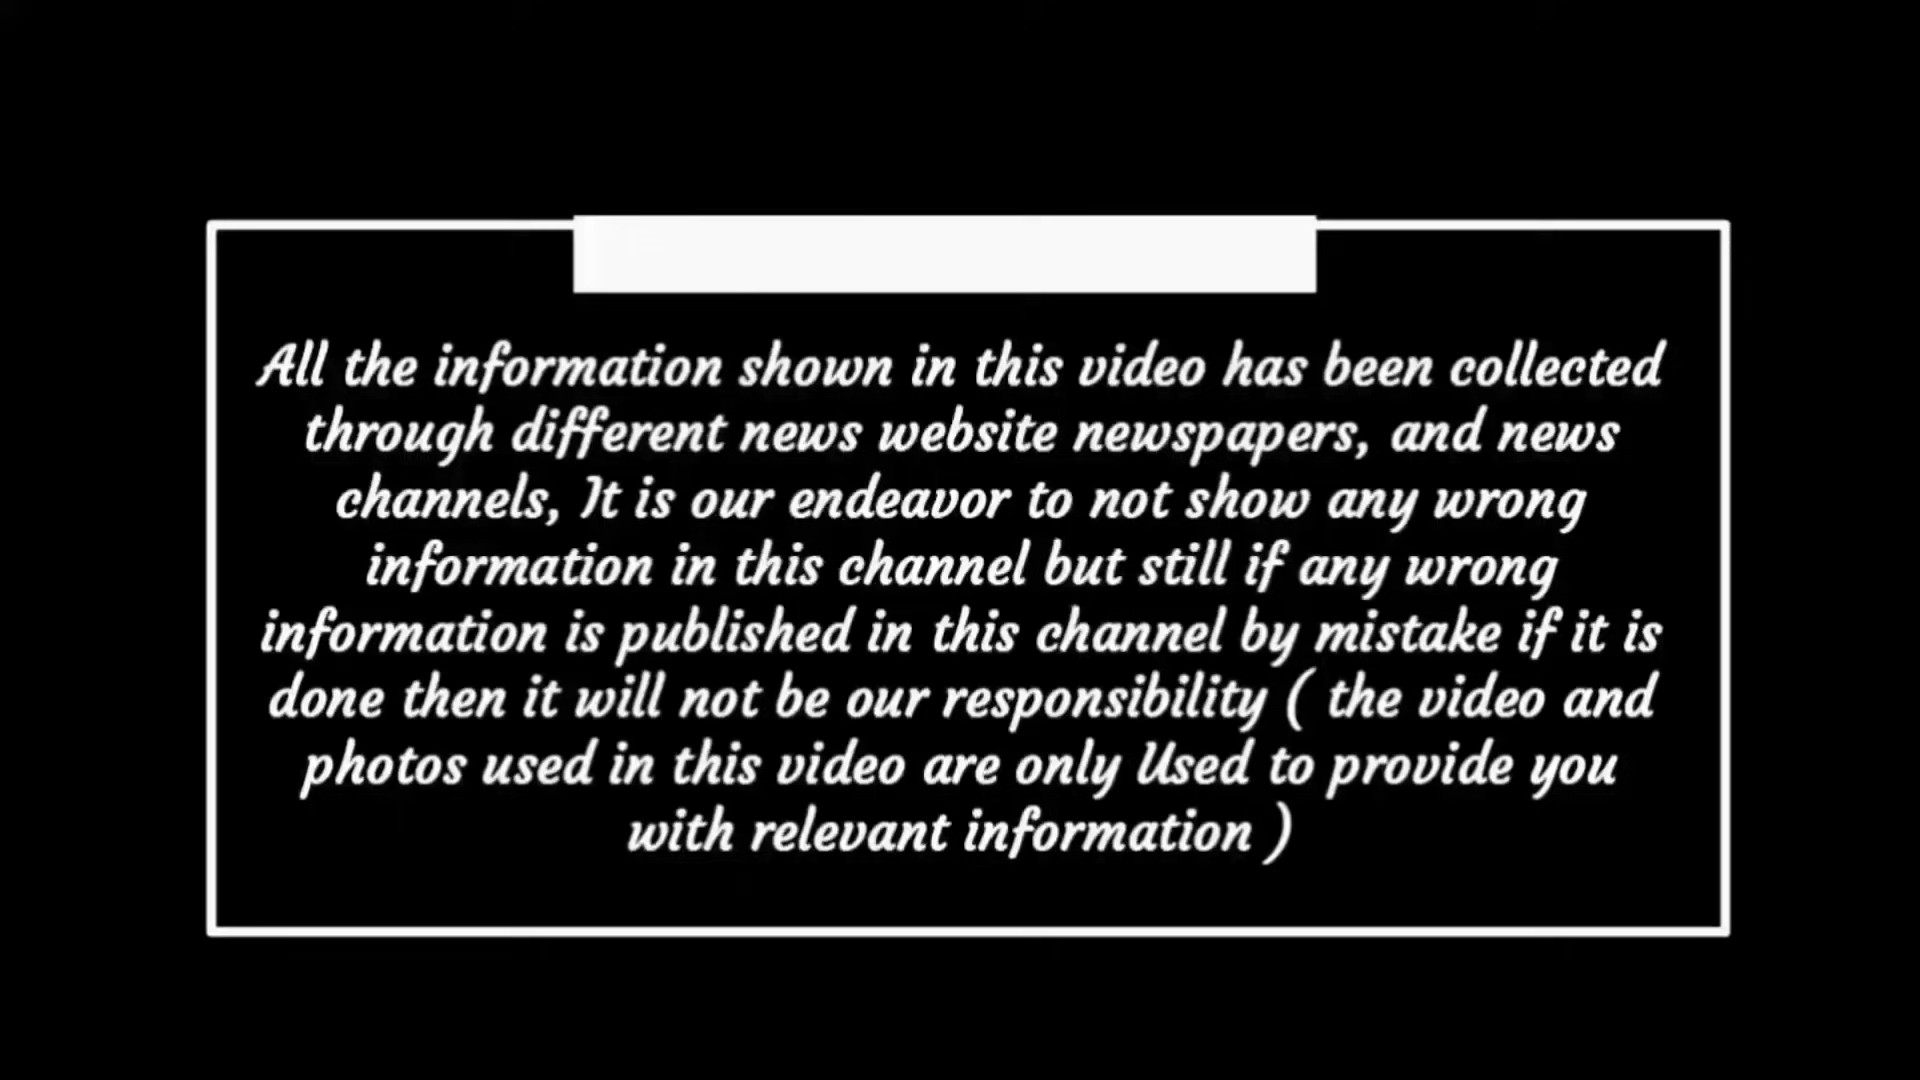 All the information shown in this video has been collected
through different news website newspapers, and news
channels, It is our endeavor to not show any wrong
information in this channel but still if any wrong
information is published in this channel by mistake if it is
done then it will not be our responsibility ( the video and
photos used in this video are only Used to provide you
with relevant information )